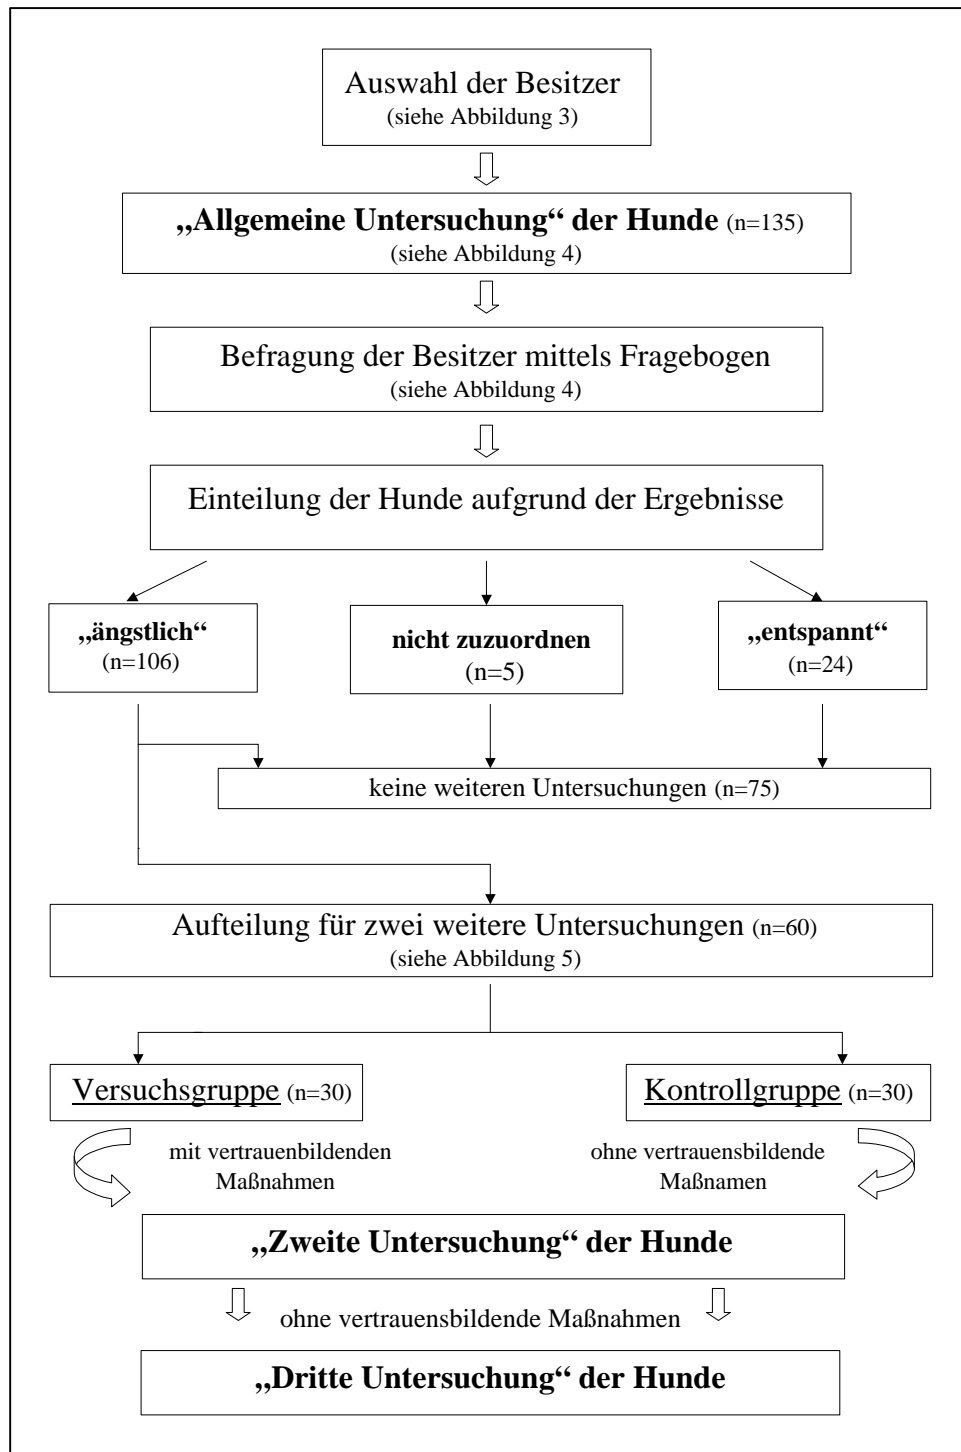 Auswahl der Besitzer
(siehe Abbildung 3)
„Allgemeine Untersuchung“ der Hunde (n=135)
(siehe Abbildung 4)
Befragung der Besitzer mittels Fragebogen
(siehe Abbildung 4)
Einteilung der Hunde aufgrund der Ergebnisse
„ängstlich“
(n=106)
nicht zuzuordnen
(n=5)
„entspannt“
(n=24)
keine weiteren Untersuchungen (n=75)
Aufteilung für zwei weitere Untersuchungen (n=60)
(siehe Abbildung 5)
Versuchsgruppe (n=30)
Kontrollgruppe (n=30)
mit vertrauenbildenden
Maßnahmen
ohne vertrauensbildende
Maßnamen
„Zweite Untersuchung“ der Hunde
ohne vertrauensbildende Maßnahmen
„Dritte Untersuchung“ der Hunde